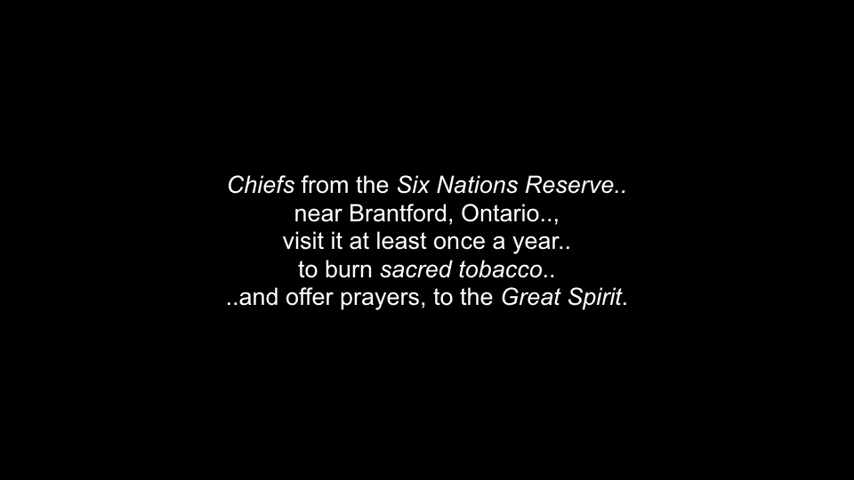 Chiefs from the Six Nations Reserve..
near Brantford, Ontario..,
visit it at least once a year..
to burn sacred tobacco..
..and offer prayers, to the Great Spirit.